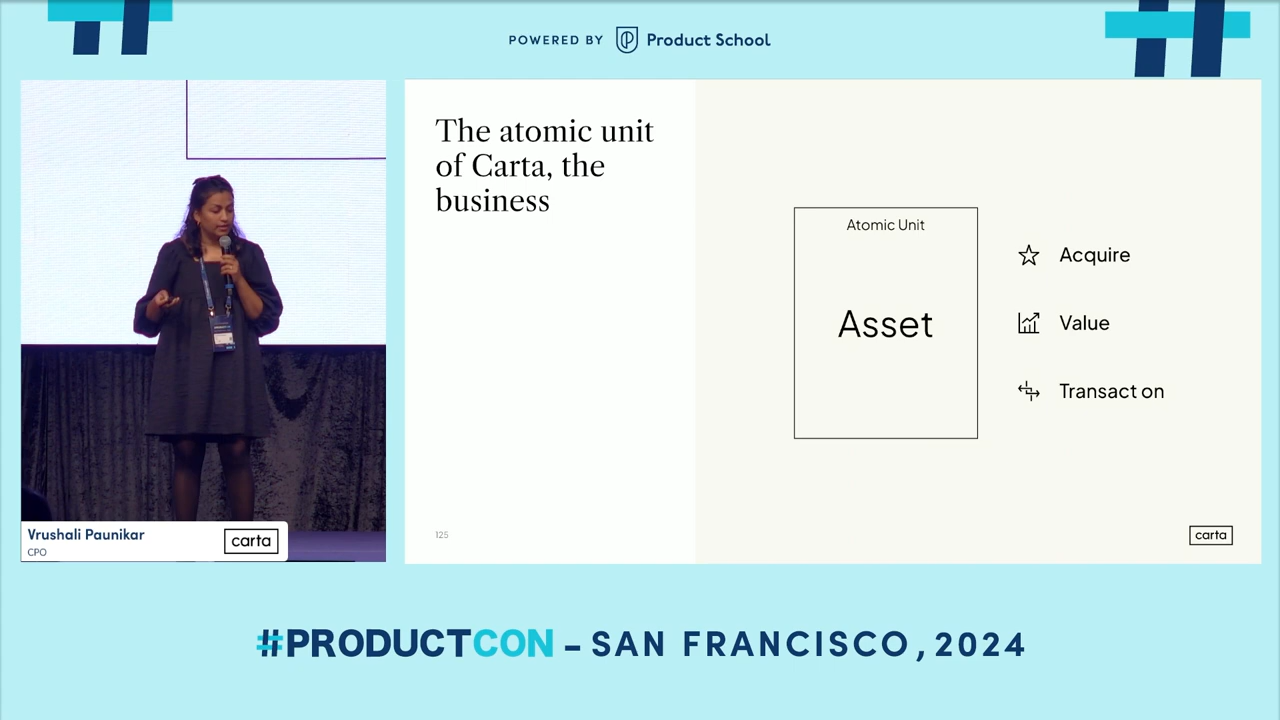 POWERED BY Product School
The atomic unit
of Carta, the
business
Atomic Unit
Asset
Acquire
Value
Transact on
125
carta
Vrushali Paunikar
CPO
carta
#PRODUCTCON – SAN FRANCISCO, 2024